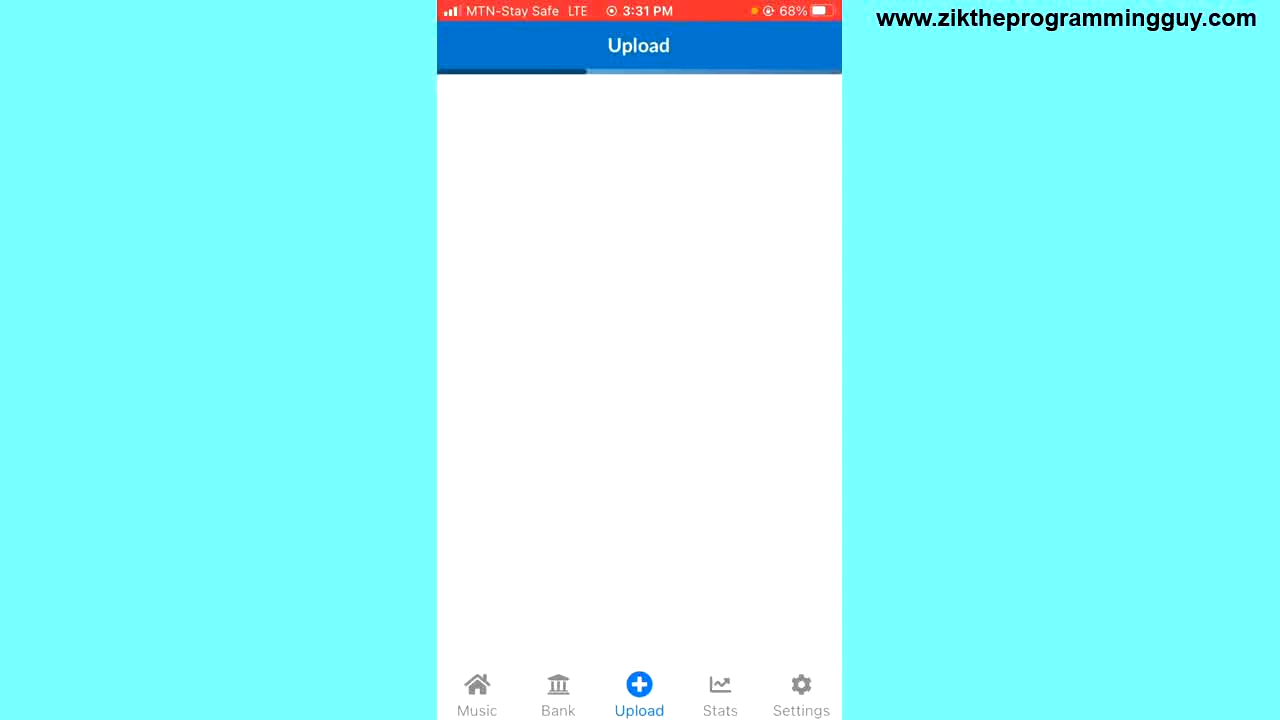 MTN-Stay Safe LTE 3:31 PM 68%
www.ziktheprogrammingguy.com
Upload
Music Bank Upload Stats Settings